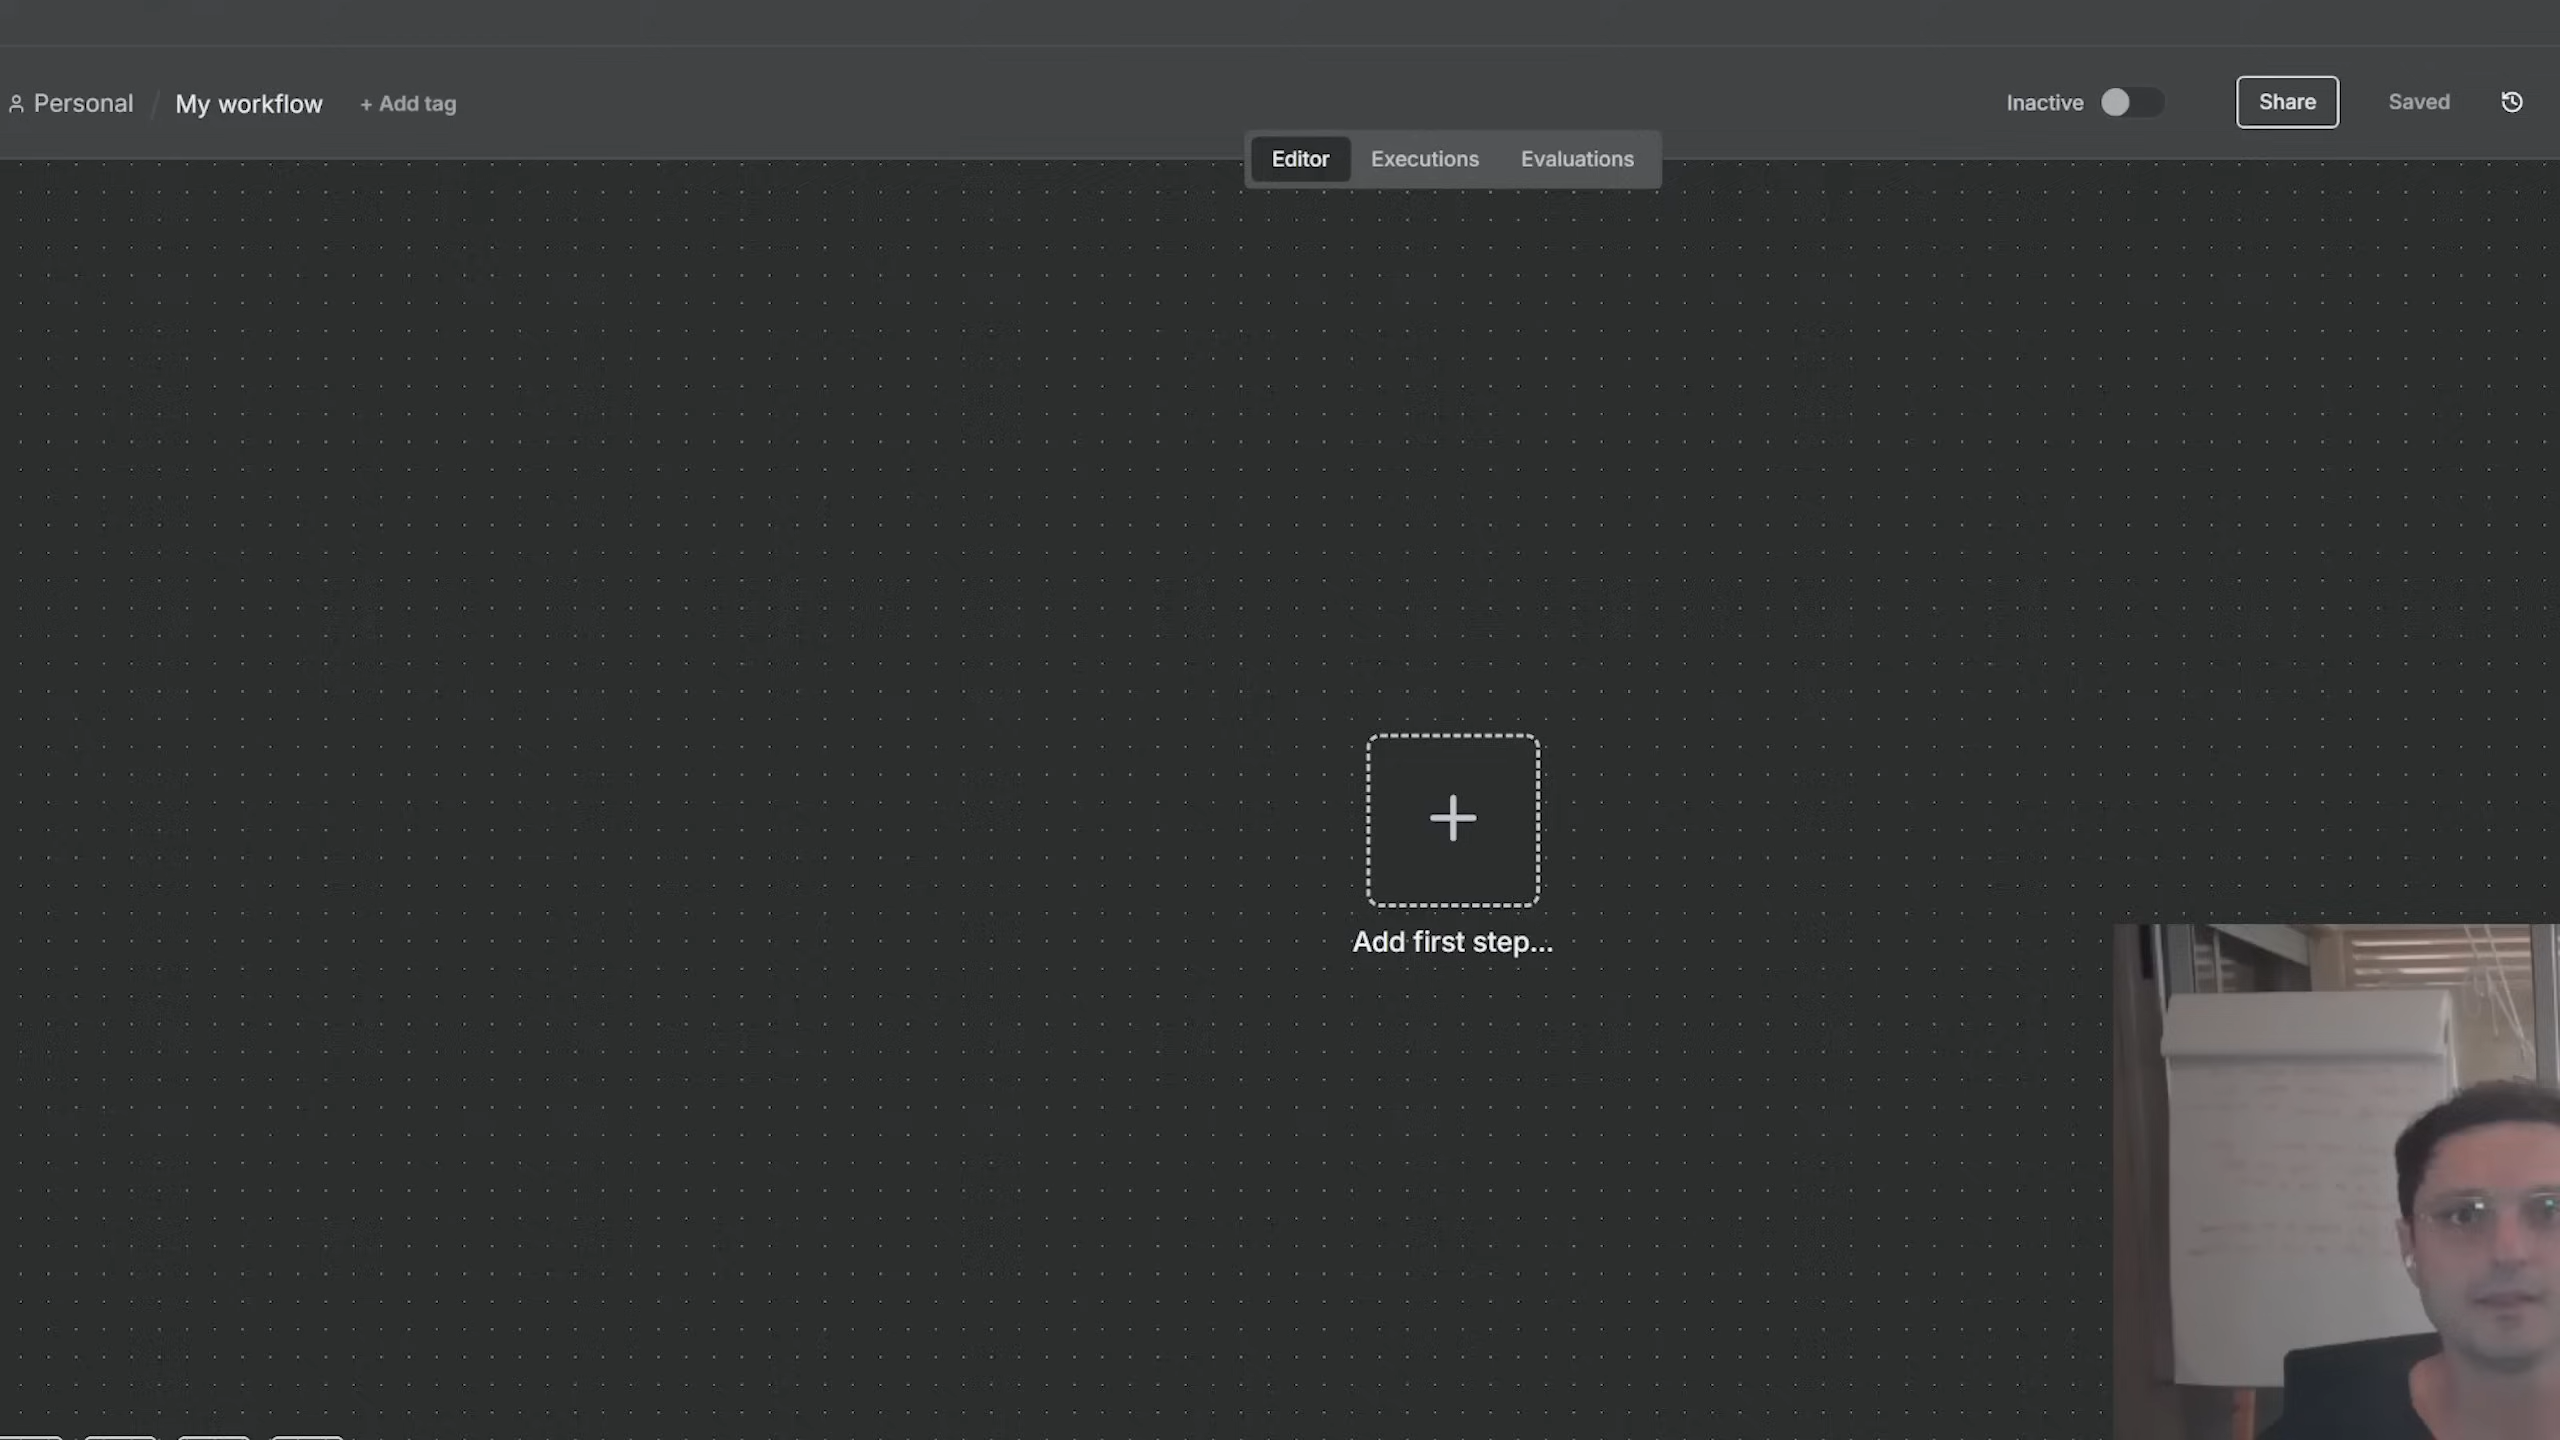 Personal / My workflow + Add tag
Inactive Share Saved
Editor Executions Evaluations
Add first step...